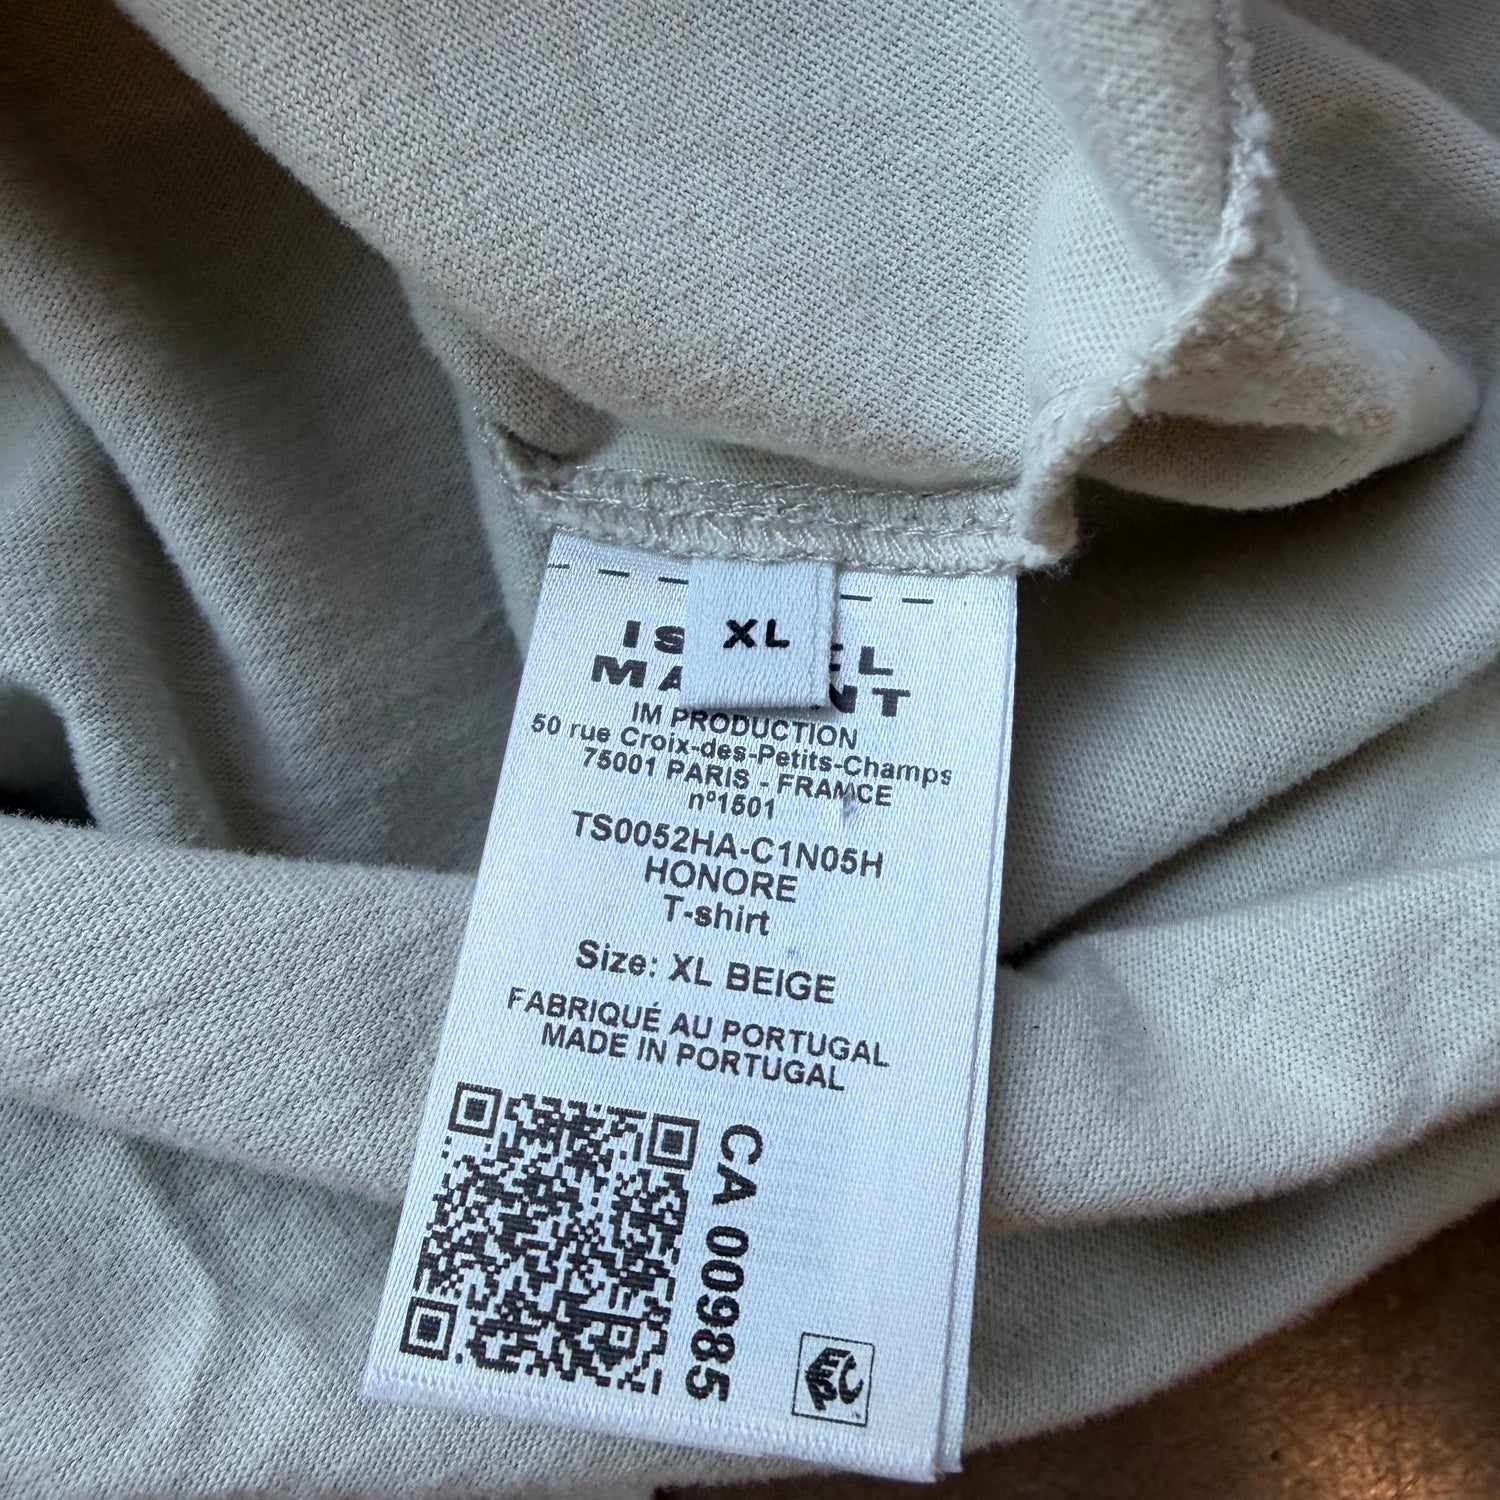 XL
IM PRODUCTION
50 rue Croix-des-Petits-Champs
75001 PARIS - FRANCE
nº1501
TS0052HA-C1N05H
HONORE
T-shirt
Size: XL BEIGE
FABRIQUÉ AU PORTUGAL
MADE IN PORTUGAL
CA 00985